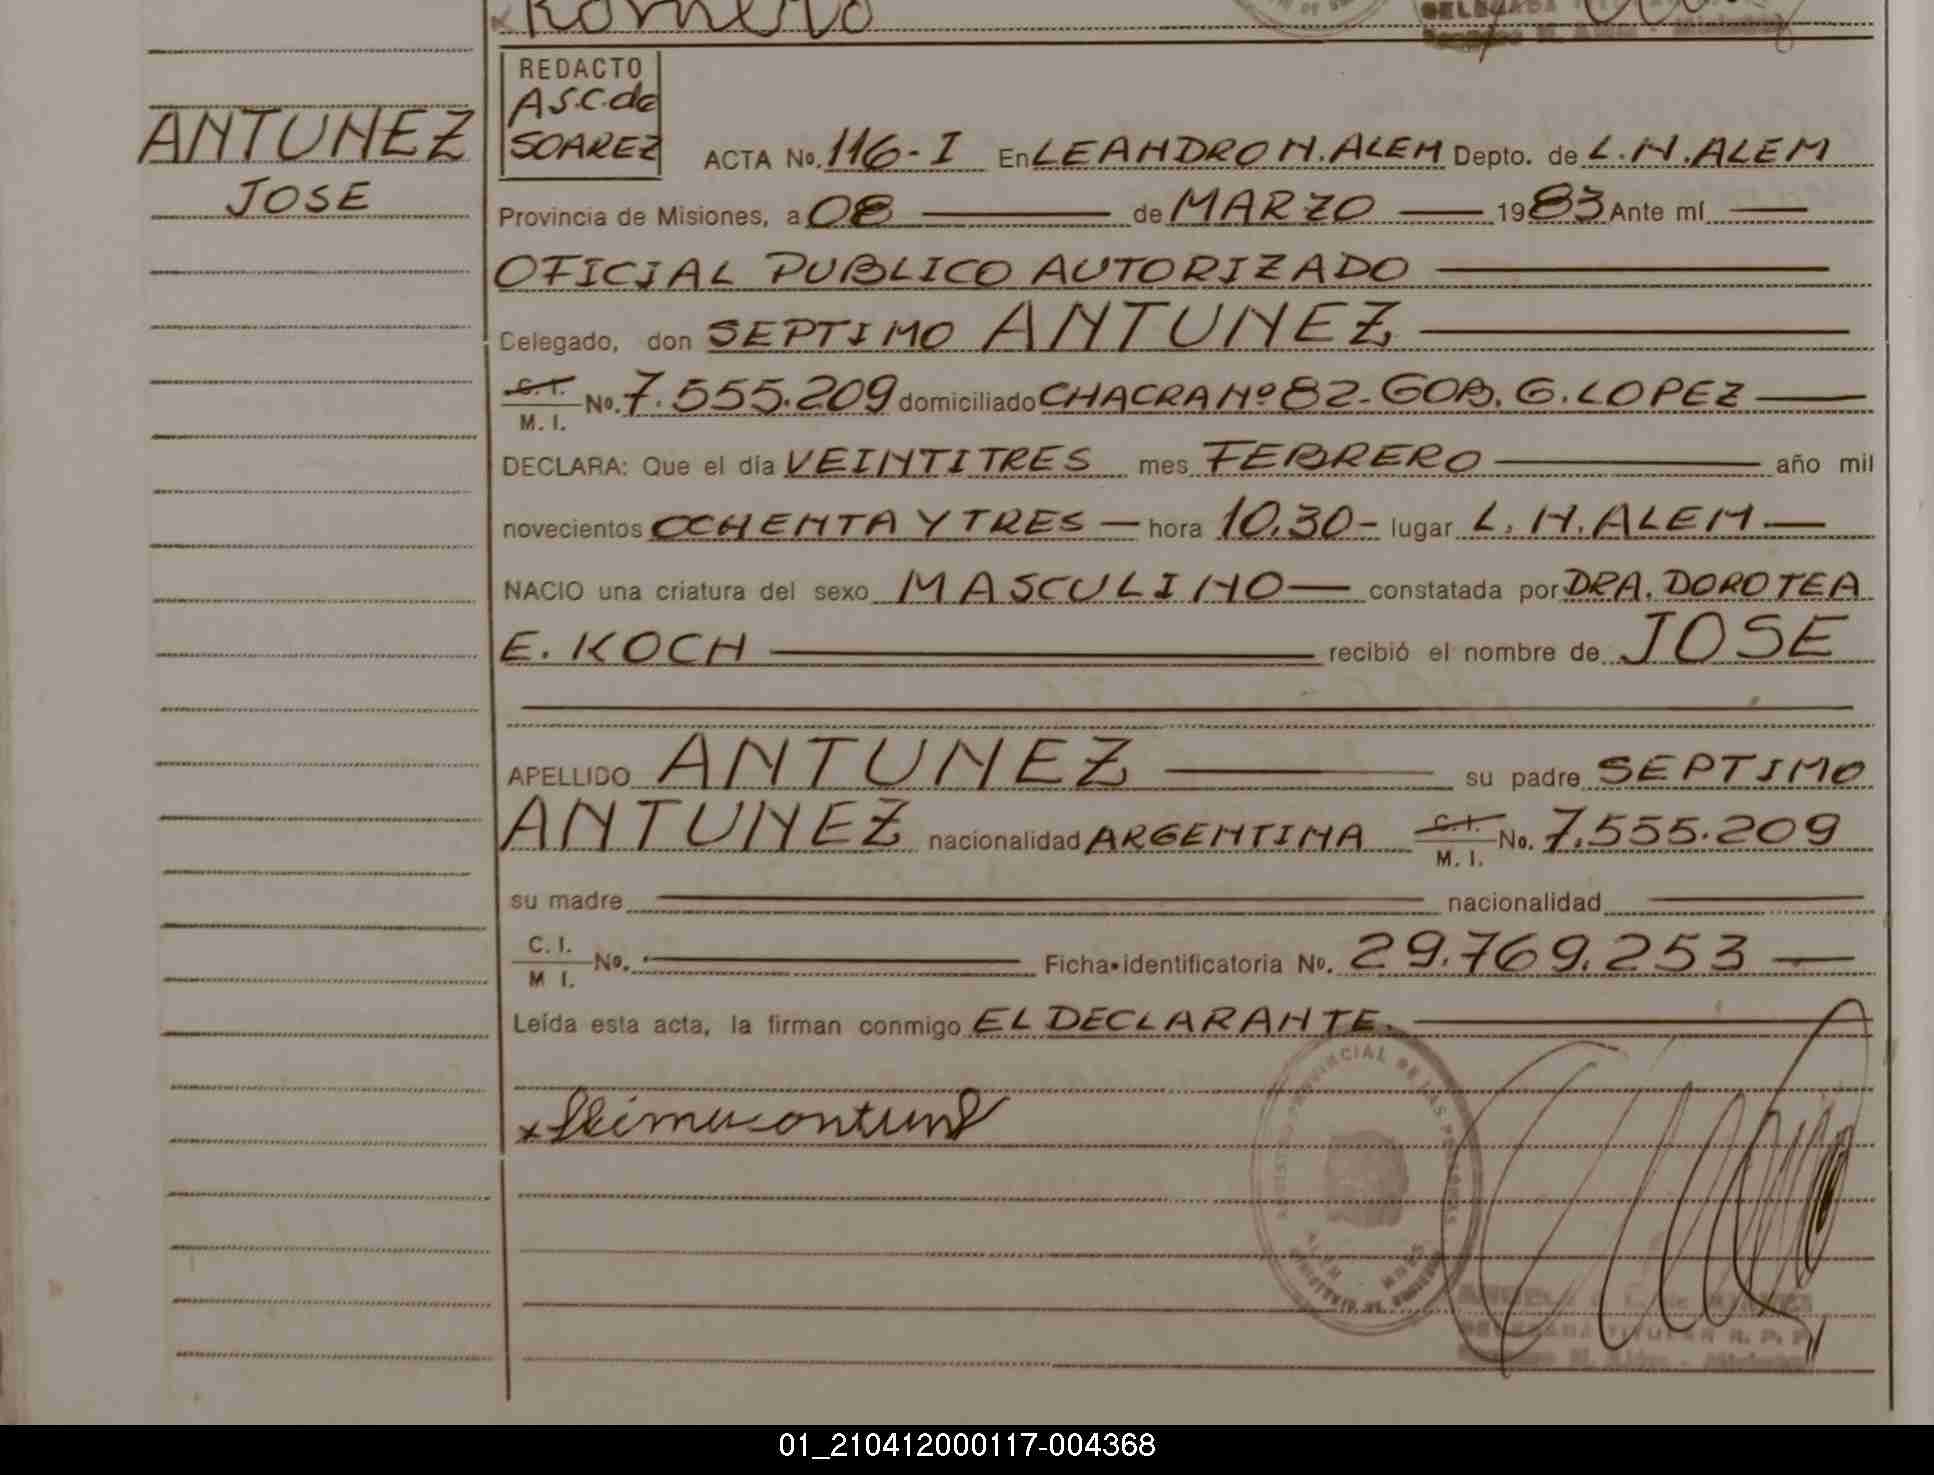 Romero
REDACTO
A.S.C. de
SOAREZ
ANTUNEZ
JOSE
ACTA No. 116-I En LEANDRO N. ALEM Depto. de L.N. ALEM
Provincia de Misiones, a 08 de MARZO 1983 Ante mí
OFICIAL PUBLICO AUTORIZADO
Celegado, don SEPTIMO ANTUNEZ
C.I. M. I. No. 7.555.209 domiciliado CHACRA Nº 82-GOB. G. LOPEZ
DECLARA: Que el día VEINTITRES mes FEBRERO año mil
novecientos OCHENTA Y TRES hora 10,30- lugar L. N. ALEM
NACIO una criatura del sexo MASCULINO constatada por DRA. DOROTEA
E. KOCH recibió el nombre de JOSE
APELLIDO ANTUNEZ su padre SEPTIMO
ANTUNEZ nacionalidad ARGENTINA C.I. M. I. No. 7.555.209
su madre nacionalidad
C. I. M I. No. Ficha-identificatoria No. 29.769.253
Leída esta acta, la firman conmigo EL DECLARANTE.
01_210412000117-004368